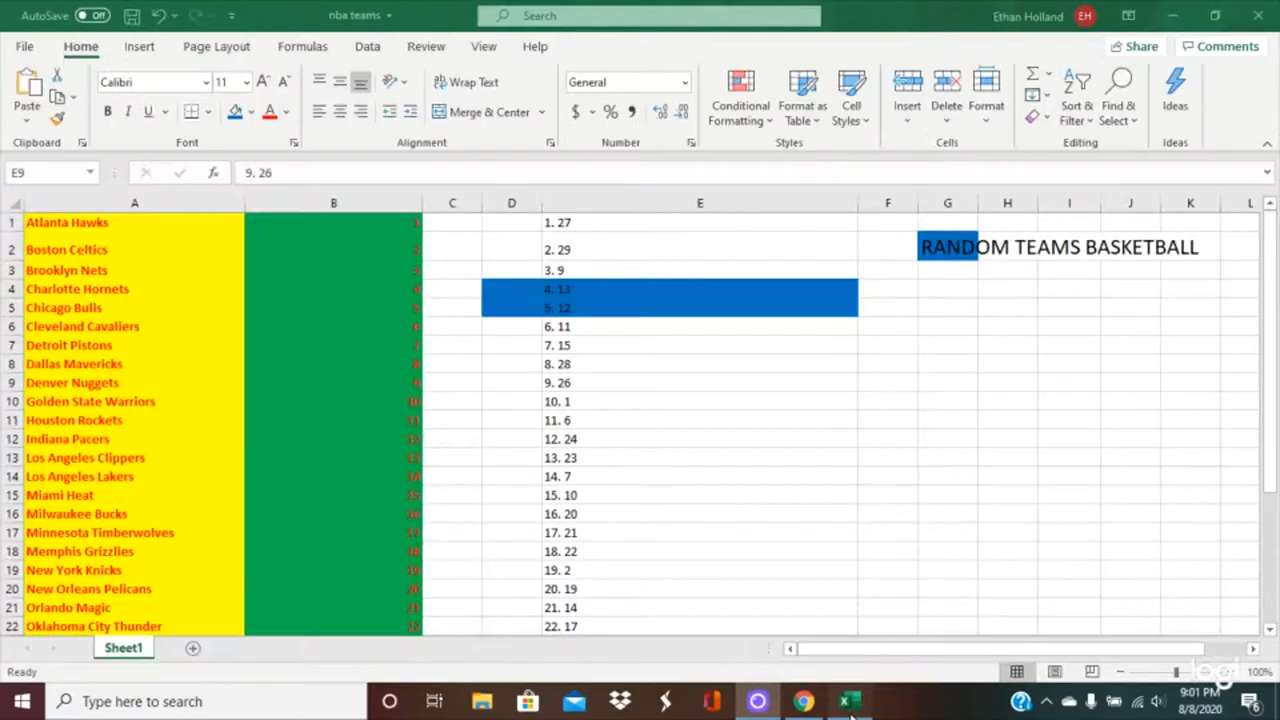 AutoSave Off nba teams Search Ethan Holland EH
File Home Insert Page Layout Formulas Data Review View Help Share Comments
Paste Calibri 11 Wrap Text General Conditional Formatting Format as Table Cell Styles Insert Delete Format Sort & Filter Find & Select Ideas
B I U A Merge & Center $ % 9
Clipboard Font Alignment Number Styles Cells Editing Ideas
E9 fx 9. 26
A B C D E F G H I J K L
1 Atlanta Hawks 1 1. 27
2 Boston Celtics 2 2. 29 RANDOM TEAMS BASKETBALL
3 Brooklyn Nets 3 3. 9
4 Charlotte Hornets 4 4. 13
5 Chicago Bulls 5 5. 12
6 Cleveland Cavaliers 6 6. 11
7 Detroit Pistons 7 7. 15
8 Dallas Mavericks 8 8. 28
9 Denver Nuggets 9 9. 26
10 Golden State Warriors 10 10. 1
11 Houston Rockets 11 11. 6
12 Indiana Pacers 12 12. 24
13 Los Angeles Clippers 13 13. 23
14 Los Angeles Lakers 14 14. 7
15 Miami Heat 15 15. 10
16 Milwaukee Bucks 16 16. 20
17 Minnesota Timberwolves 17 17. 21
18 Memphis Grizzlies 18 18. 22
19 New York Knicks 19 19. 2
20 New Orleans Pelicans 20 20. 19
21 Orlando Magic 21 21. 14
22 Oklahoma City Thunder 22 22. 17
Sheet1
Ready 100%
logi
Type here to search 9:01 PM
8/8/2020 6